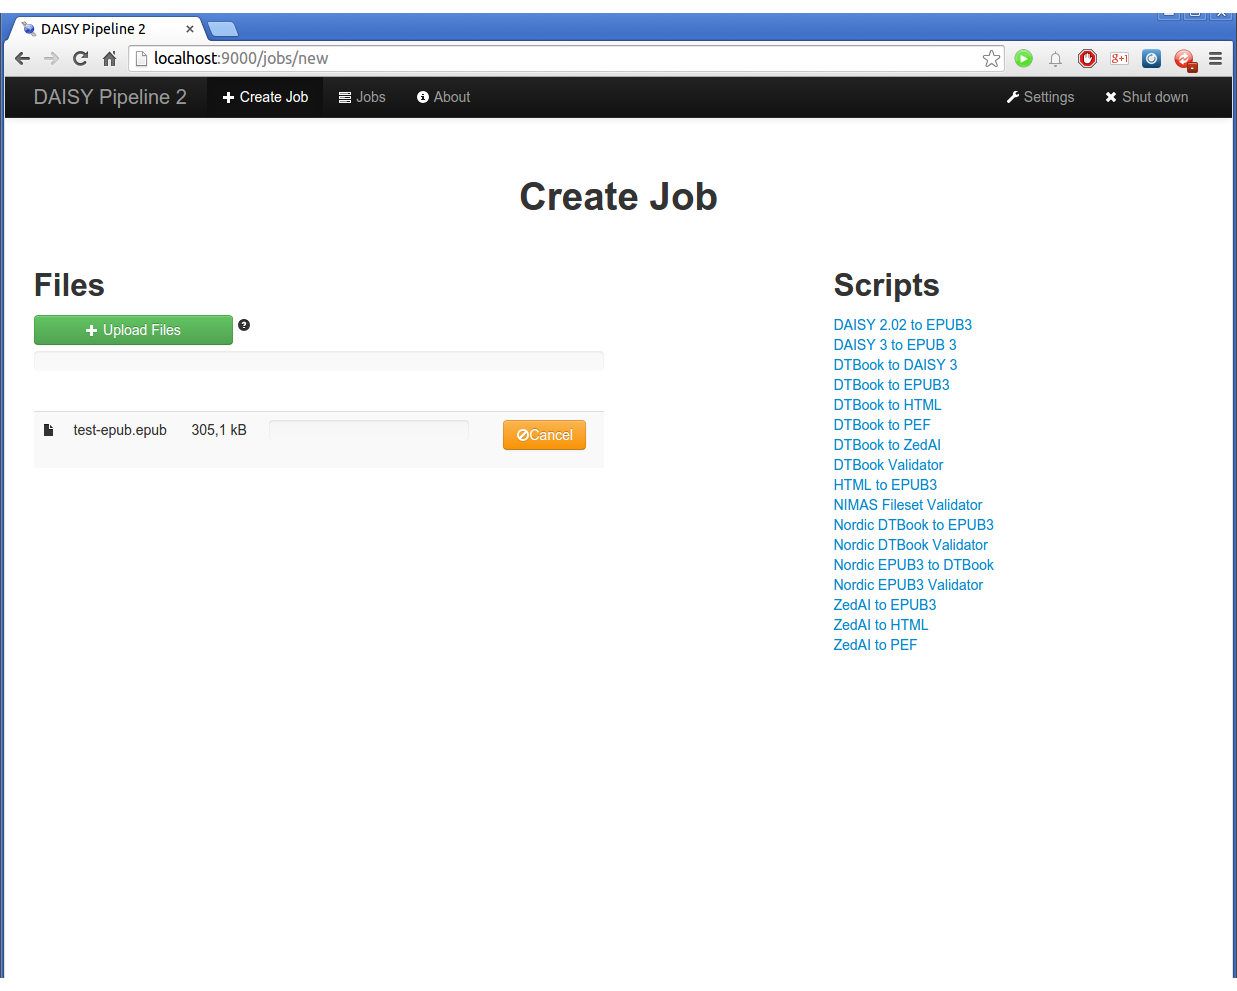 DAISY Pipeline 2
localhost:9000/jobs/new
8+1
DAISY Pipeline 2 Create Job Jobs About Settings Shut down
Create Job
Files
Upload Files
test-epub.epub 305,1 kB Cancel
Scripts
DAISY 2.02 to EPUB3
DAISY 3 to EPUB 3
DTBook to DAISY 3
DTBook to EPUB3
DTBook to HTML
DTBook to PEF
DTBook to ZedAI
DTBook Validator
HTML to EPUB3
NIMAS Fileset Validator
Nordic DTBook to EPUB3
Nordic DTBook Validator
Nordic EPUB3 to DTBook
Nordic EPUB3 Validator
ZedAI to EPUB3
ZedAI to HTML
ZedAI to PEF